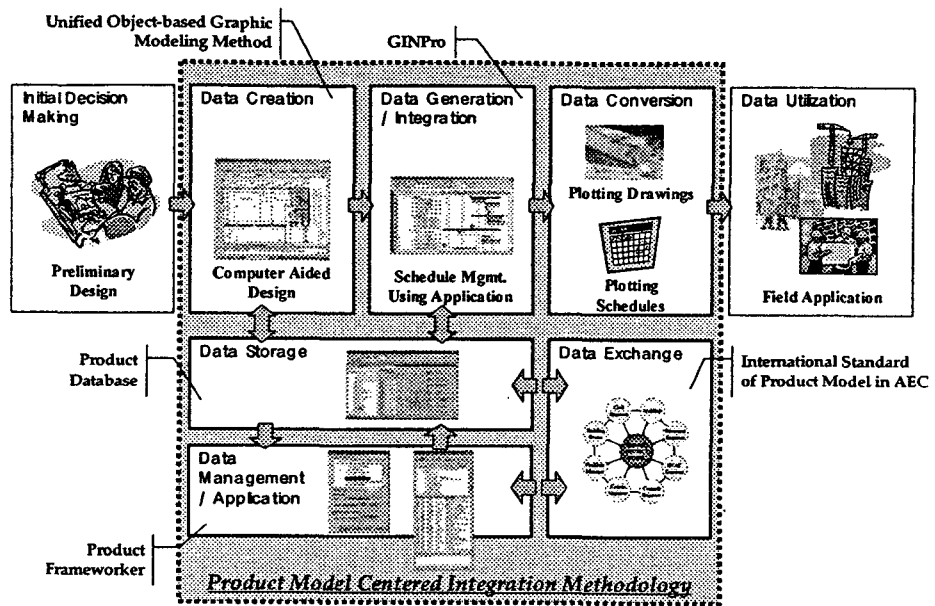 Unified Object-based Graphic
Modeling Method
GINPro
Initial Decision
Making
Preliminary
Design
Data Creation
Computer Aided
Design
Data Generation
/ Integration
Schedule Mgmt.
Using Application
Data Conversion
Plotting Drawings
Plotting
Schedules
Data Utilization
Field Application
Product
Database
Data Storage
Data Exchange
International Standard
of Product Model in AEC
Data
Management
/ Application
Product
Frameworker
Product Model Centered Integration Methodology